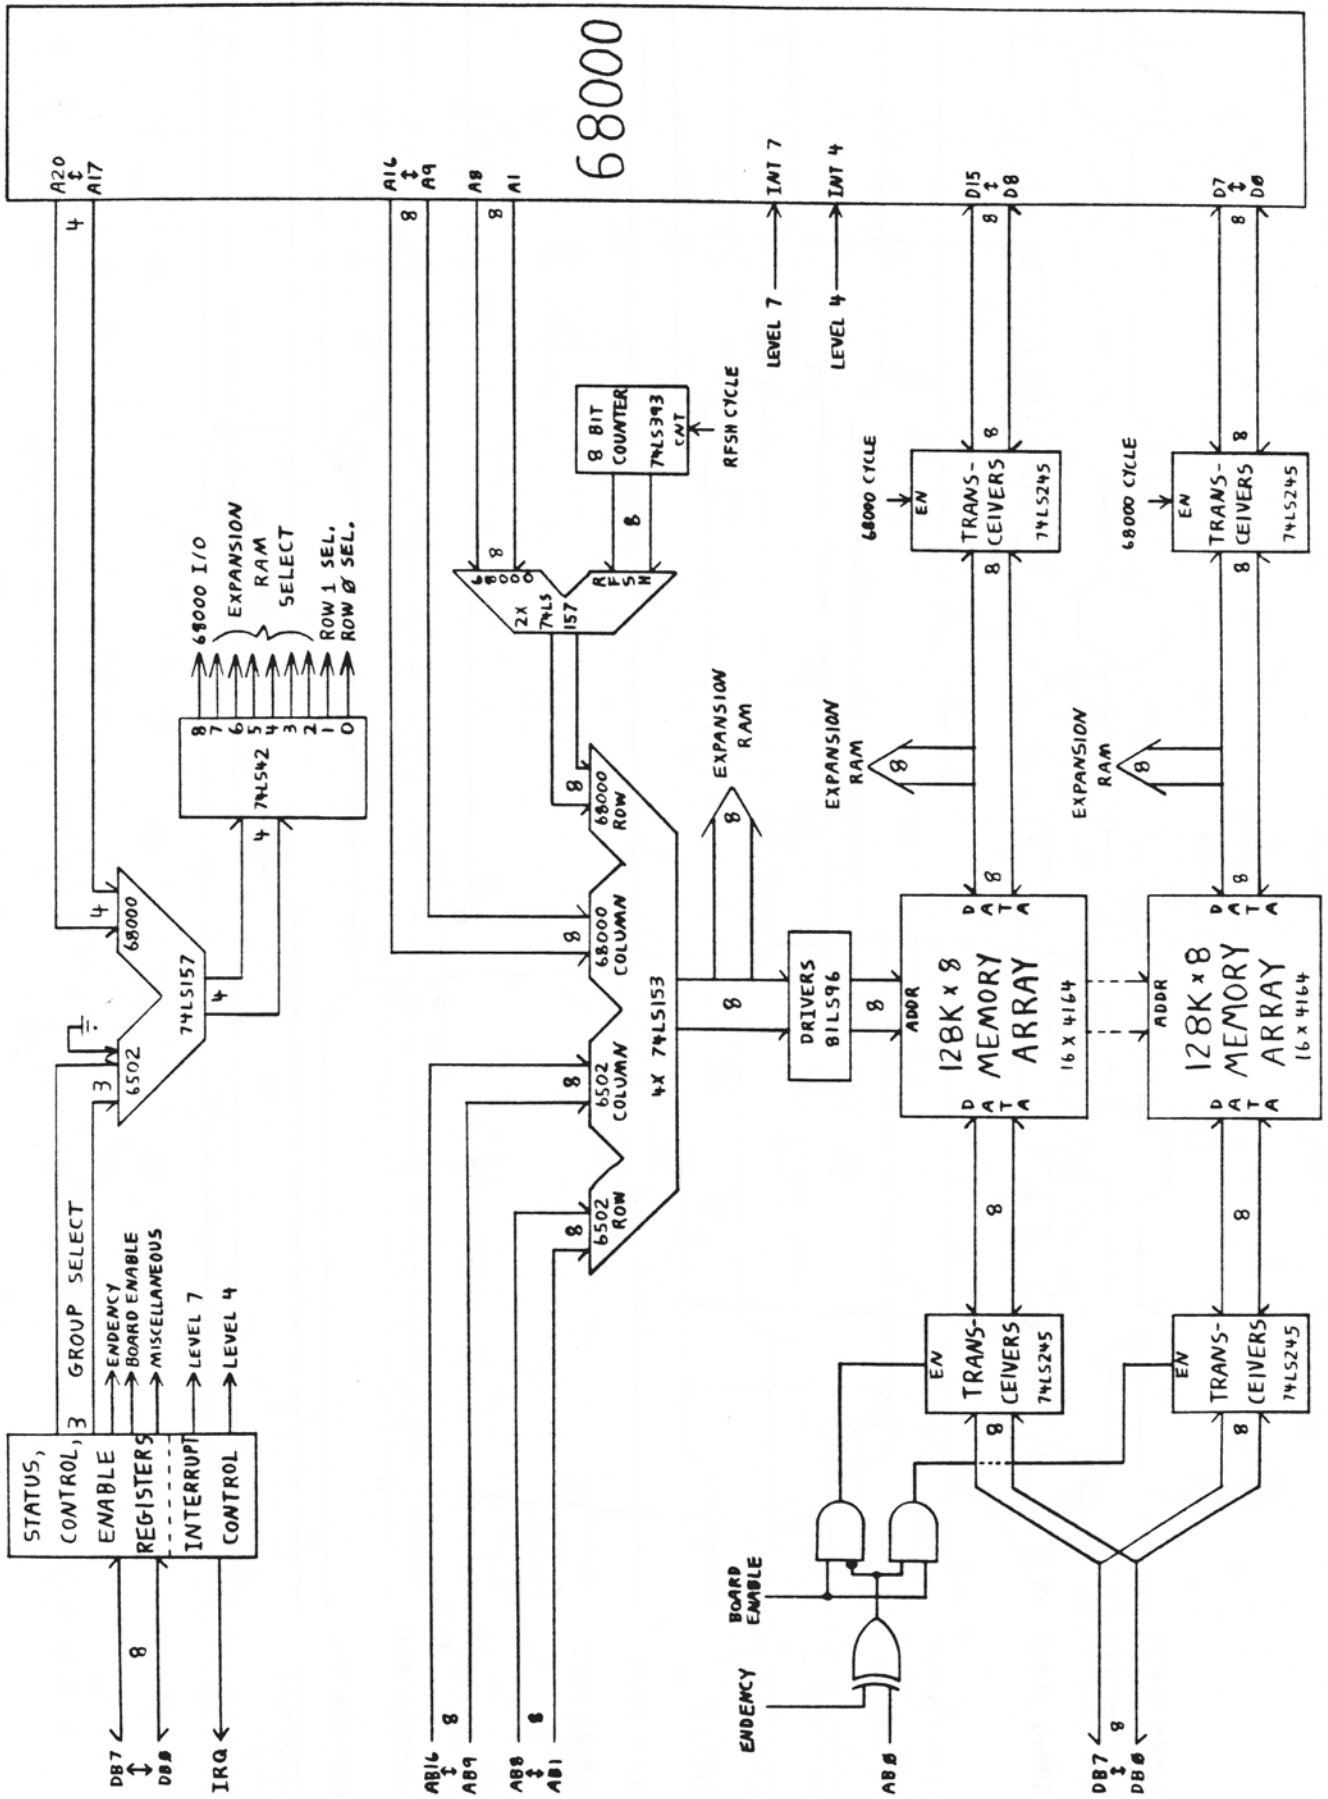 STATUS,
CONTROL,
ENABLE
REGISTERS
INTERRUPT
CONTROL
DB7
↕
DBØ
8
IRQ
3
GROUP SELECT
ENDENCY
BOARD ENABLE
MISCELLANEOUS
LEVEL 7
LEVEL 4
3
6502
68000
74LS157
4
4
A20
↕
A17
4
4
74LS42
8
7
6
5
4
3
2
1
0
68000 I/O
EXPANSION
RAM
SELECT
ROW 1 SEL.
ROW Ø SEL.
AB16
↕
AB9
8
AB8
↕
AB1
8
8
6502
ROW
8
6502
COLUMN
8
68000
COLUMN
8
68000
ROW
4X 74LS153
A16
↕
A9
8
A8
A1
8
8
68000
RFSH
2X
74LS
157
8
8 BIT
COUNTER
74LS393
CNT
RFSH CYCLE
68000
LEVEL 7
INT 7
LEVEL 4
INT 4
8
8
EXPANSION
RAM
DRIVERS
81LS96
8
ENDENCY
ABØ
BOARD
ENABLE
DB7
↕
DBØ
8
8
EN
TRANS-
CEIVERS
74LS245
8
DATA
ADDR
128K x 8
MEMORY
ARRAY
16 X 4164
DATA
8
EXPANSION
RAM
8
8
68000 CYCLE
EN
TRANS-
CEIVERS
74LS245
8
8
D15
↕
D8
8
EN
TRANS-
CEIVERS
74LS245
8
DATA
ADDR
128K x 8
MEMORY
ARRAY
16 X 4164
DATA
8
EXPANSION
RAM
8
8
68000 CYCLE
EN
TRANS-
CEIVERS
74LS245
8
8
D7
↕
DØ